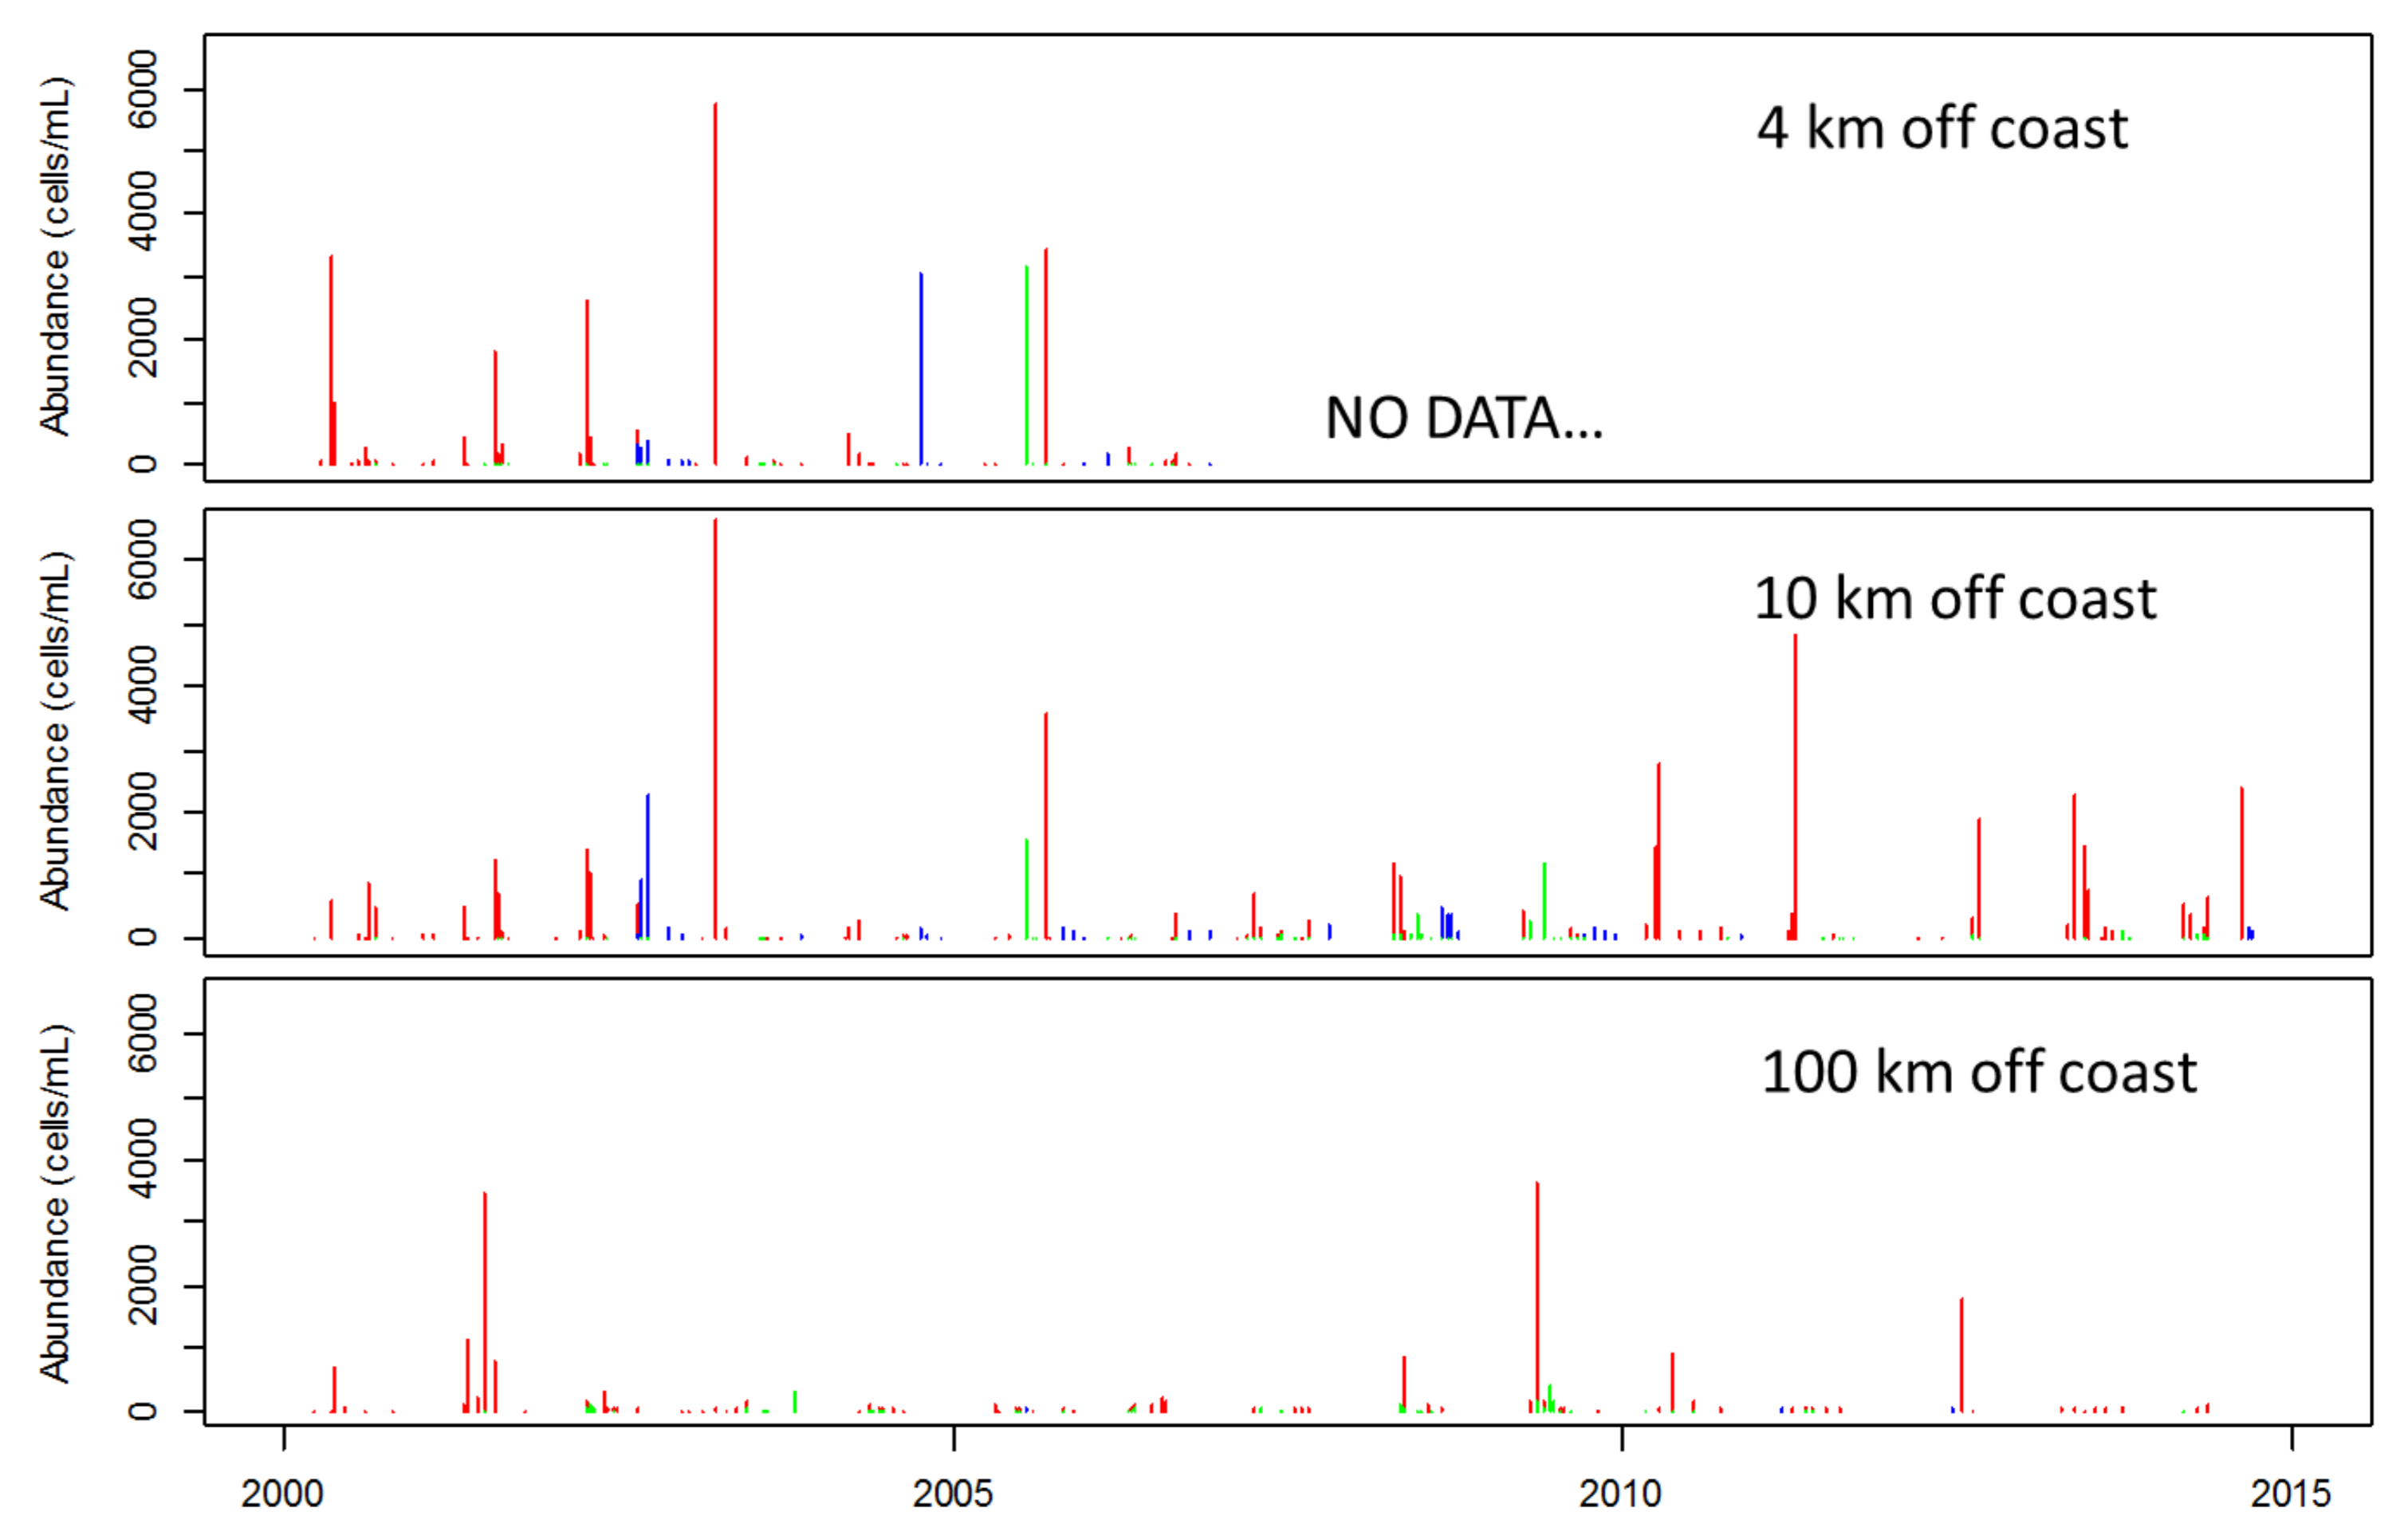 Abundance (cells/mL)
6000
4000
2000
0
4 km off coast
NO DATA...
Abundance (cells/mL)
6000
4000
2000
0
10 km off coast
Abundance (cells/mL)
6000
4000
2000
0
100 km off coast
2000 2005 2010 2015